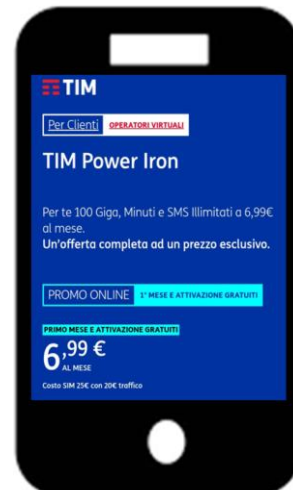 TIM
Per Clienti OPERATORI VIRTUALI
TIM Power Iron
Per te 100 Giga, Minuti e SMS Illimitati a 6,99€
al mese.
Un'offerta completa ad un prezzo esclusivo.
PROMO ONLINE 1° MESE E ATTIVAZIONE GRATUITI
PRIMO MESE E ATTIVAZIONE GRATUITI
6,99 €
AL MESE
Costo SIM 25€ con 20€ traffico